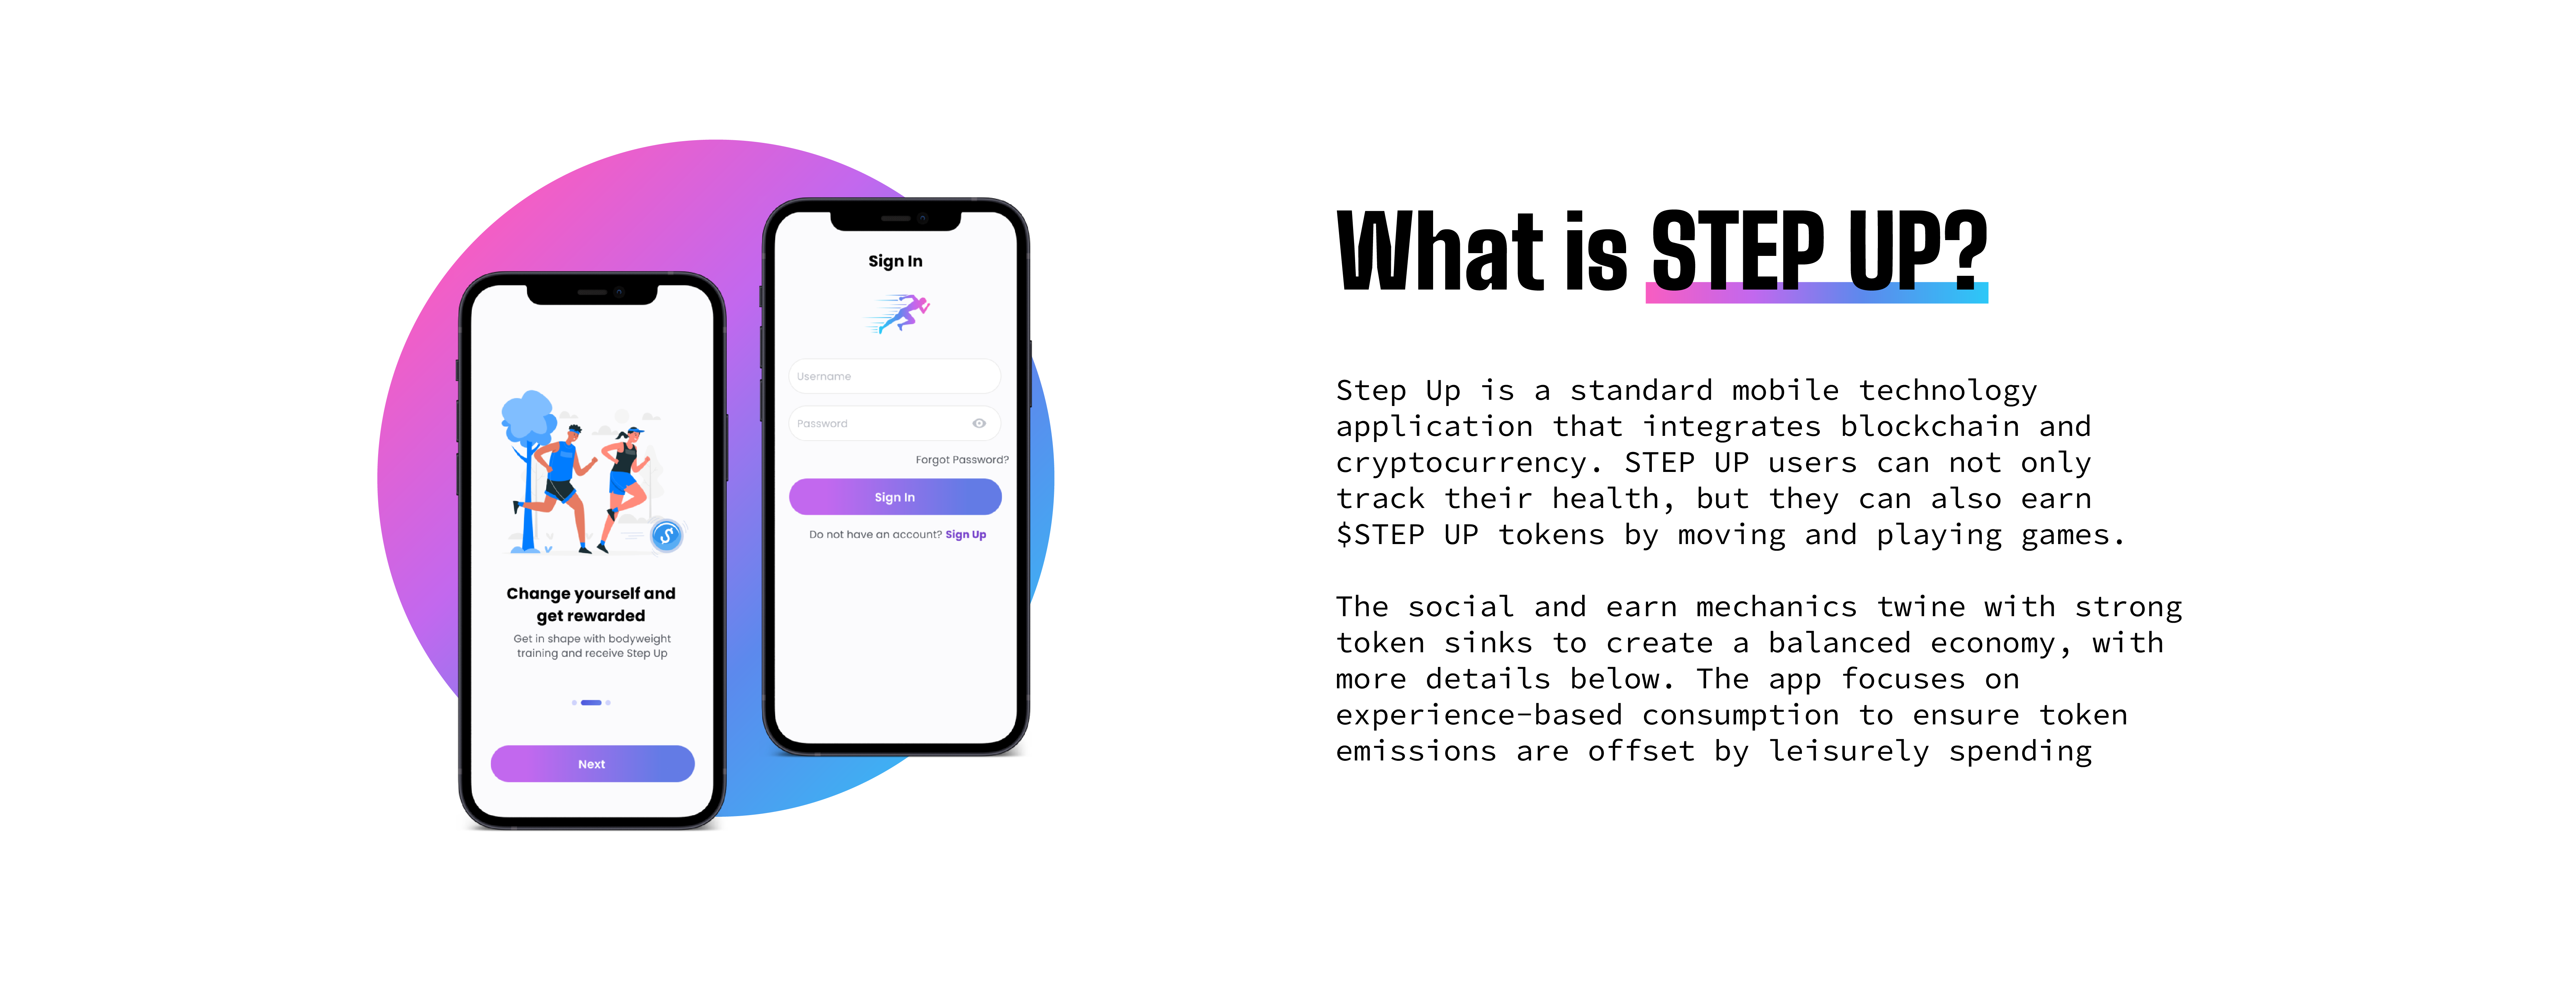 Change yourself and
get rewarded
Get in shape with bodyweight
training and receive Step Up
Next
Sign In
Username
Password
Forgot Password?
Sign In
Do not have an account? Sign Up
What is STEP UP?
Step Up is a standard mobile technology
application that integrates blockchain and
cryptocurrency. STEP UP users can not only
track their health, but they can also earn
$STEP UP tokens by moving and playing games.
The social and earn mechanics twine with strong
token sinks to create a balanced economy, with
more details below. The app focuses on
experience-based consumption to ensure token
emissions are offset by leisurely spending